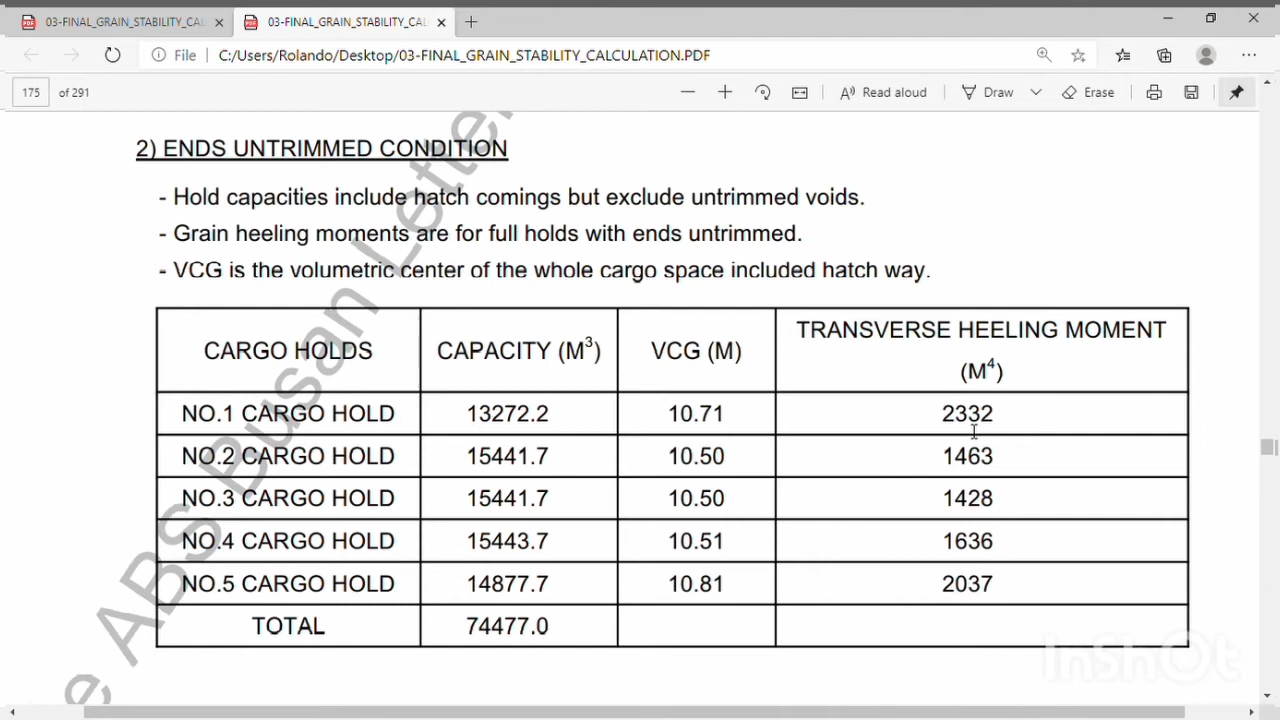 03-FINAL_GRAIN_STABILITY_CAL
03-FINAL_GRAIN_STABILITY_CAL
File C:/Users/Rolando/Desktop/03-FINAL_GRAIN_STABILITY_CALCULATION.PDF
175 of 291 Read aloud Draw Erase
2) ENDS UNTRIMMED CONDITION
- Hold capacities include hatch comings but exclude untrimmed voids.
- Grain heeling moments are for full holds with ends untrimmed.
- VCG is the volumetric center of the whole cargo space included hatch way.
CARGO HOLDS CAPACITY (M³) VCG (M) TRANSVERSE HEELING MOMENT
(M⁴)
NO.1 CARGO HOLD 13272.2 10.71 2332
NO.2 CARGO HOLD 15441.7 10.50 1463
NO.3 CARGO HOLD 15441.7 10.50 1428
NO.4 CARGO HOLD 15443.7 10.51 1636
NO.5 CARGO HOLD 14877.7 10.81 2037
TOTAL 74477.0
e ABS Busan Letter
InShOt